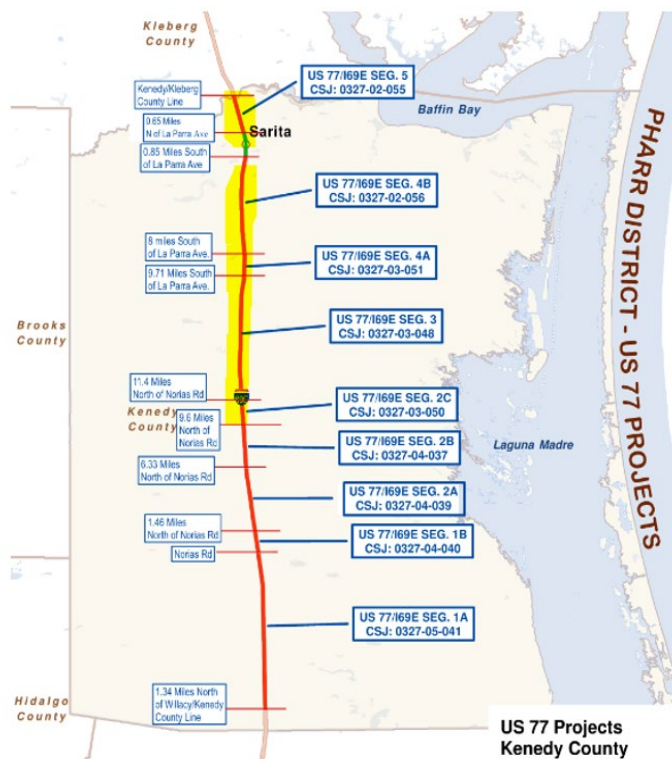 Kleberg
County
US 77/I69E SEG. 5
CSJ: 0327-02-055
Kenedy/Kleberg
County Line
Baffin Bay
0.65 Miles
N of La Parra Ave
Sarita
0.85 Miles South
of La Parra Ave
US 77/I69E SEG. 4B
CSJ: 0327-02-056
8 miles South
of La Parra Ave.
US 77/I69E SEG. 4A
CSJ: 0327-03-051
9.71 Miles South
of La Parra Ave.
Brooks
County
US 77/I69E SEG. 3
CSJ: 0327-03-048
11.4 Miles
North of Norias Rd
US 77/I69E SEG. 2C
CSJ: 0327-03-050
Kenedy
County
9.6 Miles
North of
Norias Rd
US 77/I69E SEG. 2B
CSJ: 0327-04-037
Laguna Madre
6.33 Miles
North of Norias Rd
US 77/I69E SEG. 2A
CSJ: 0327-04-039
1.46 Miles
North of Norias Rd
US 77/I69E SEG. 1B
CSJ: 0327-04-040
Norias Rd
US 77/I69E SEG. 1A
CSJ: 0327-05-041
Hidalgo
County
1.34 Miles North
of Willacy/Kenedy
County Line
PHARR DISTRICT - US 77 PROJECTS
US 77 Projects
Kenedy County